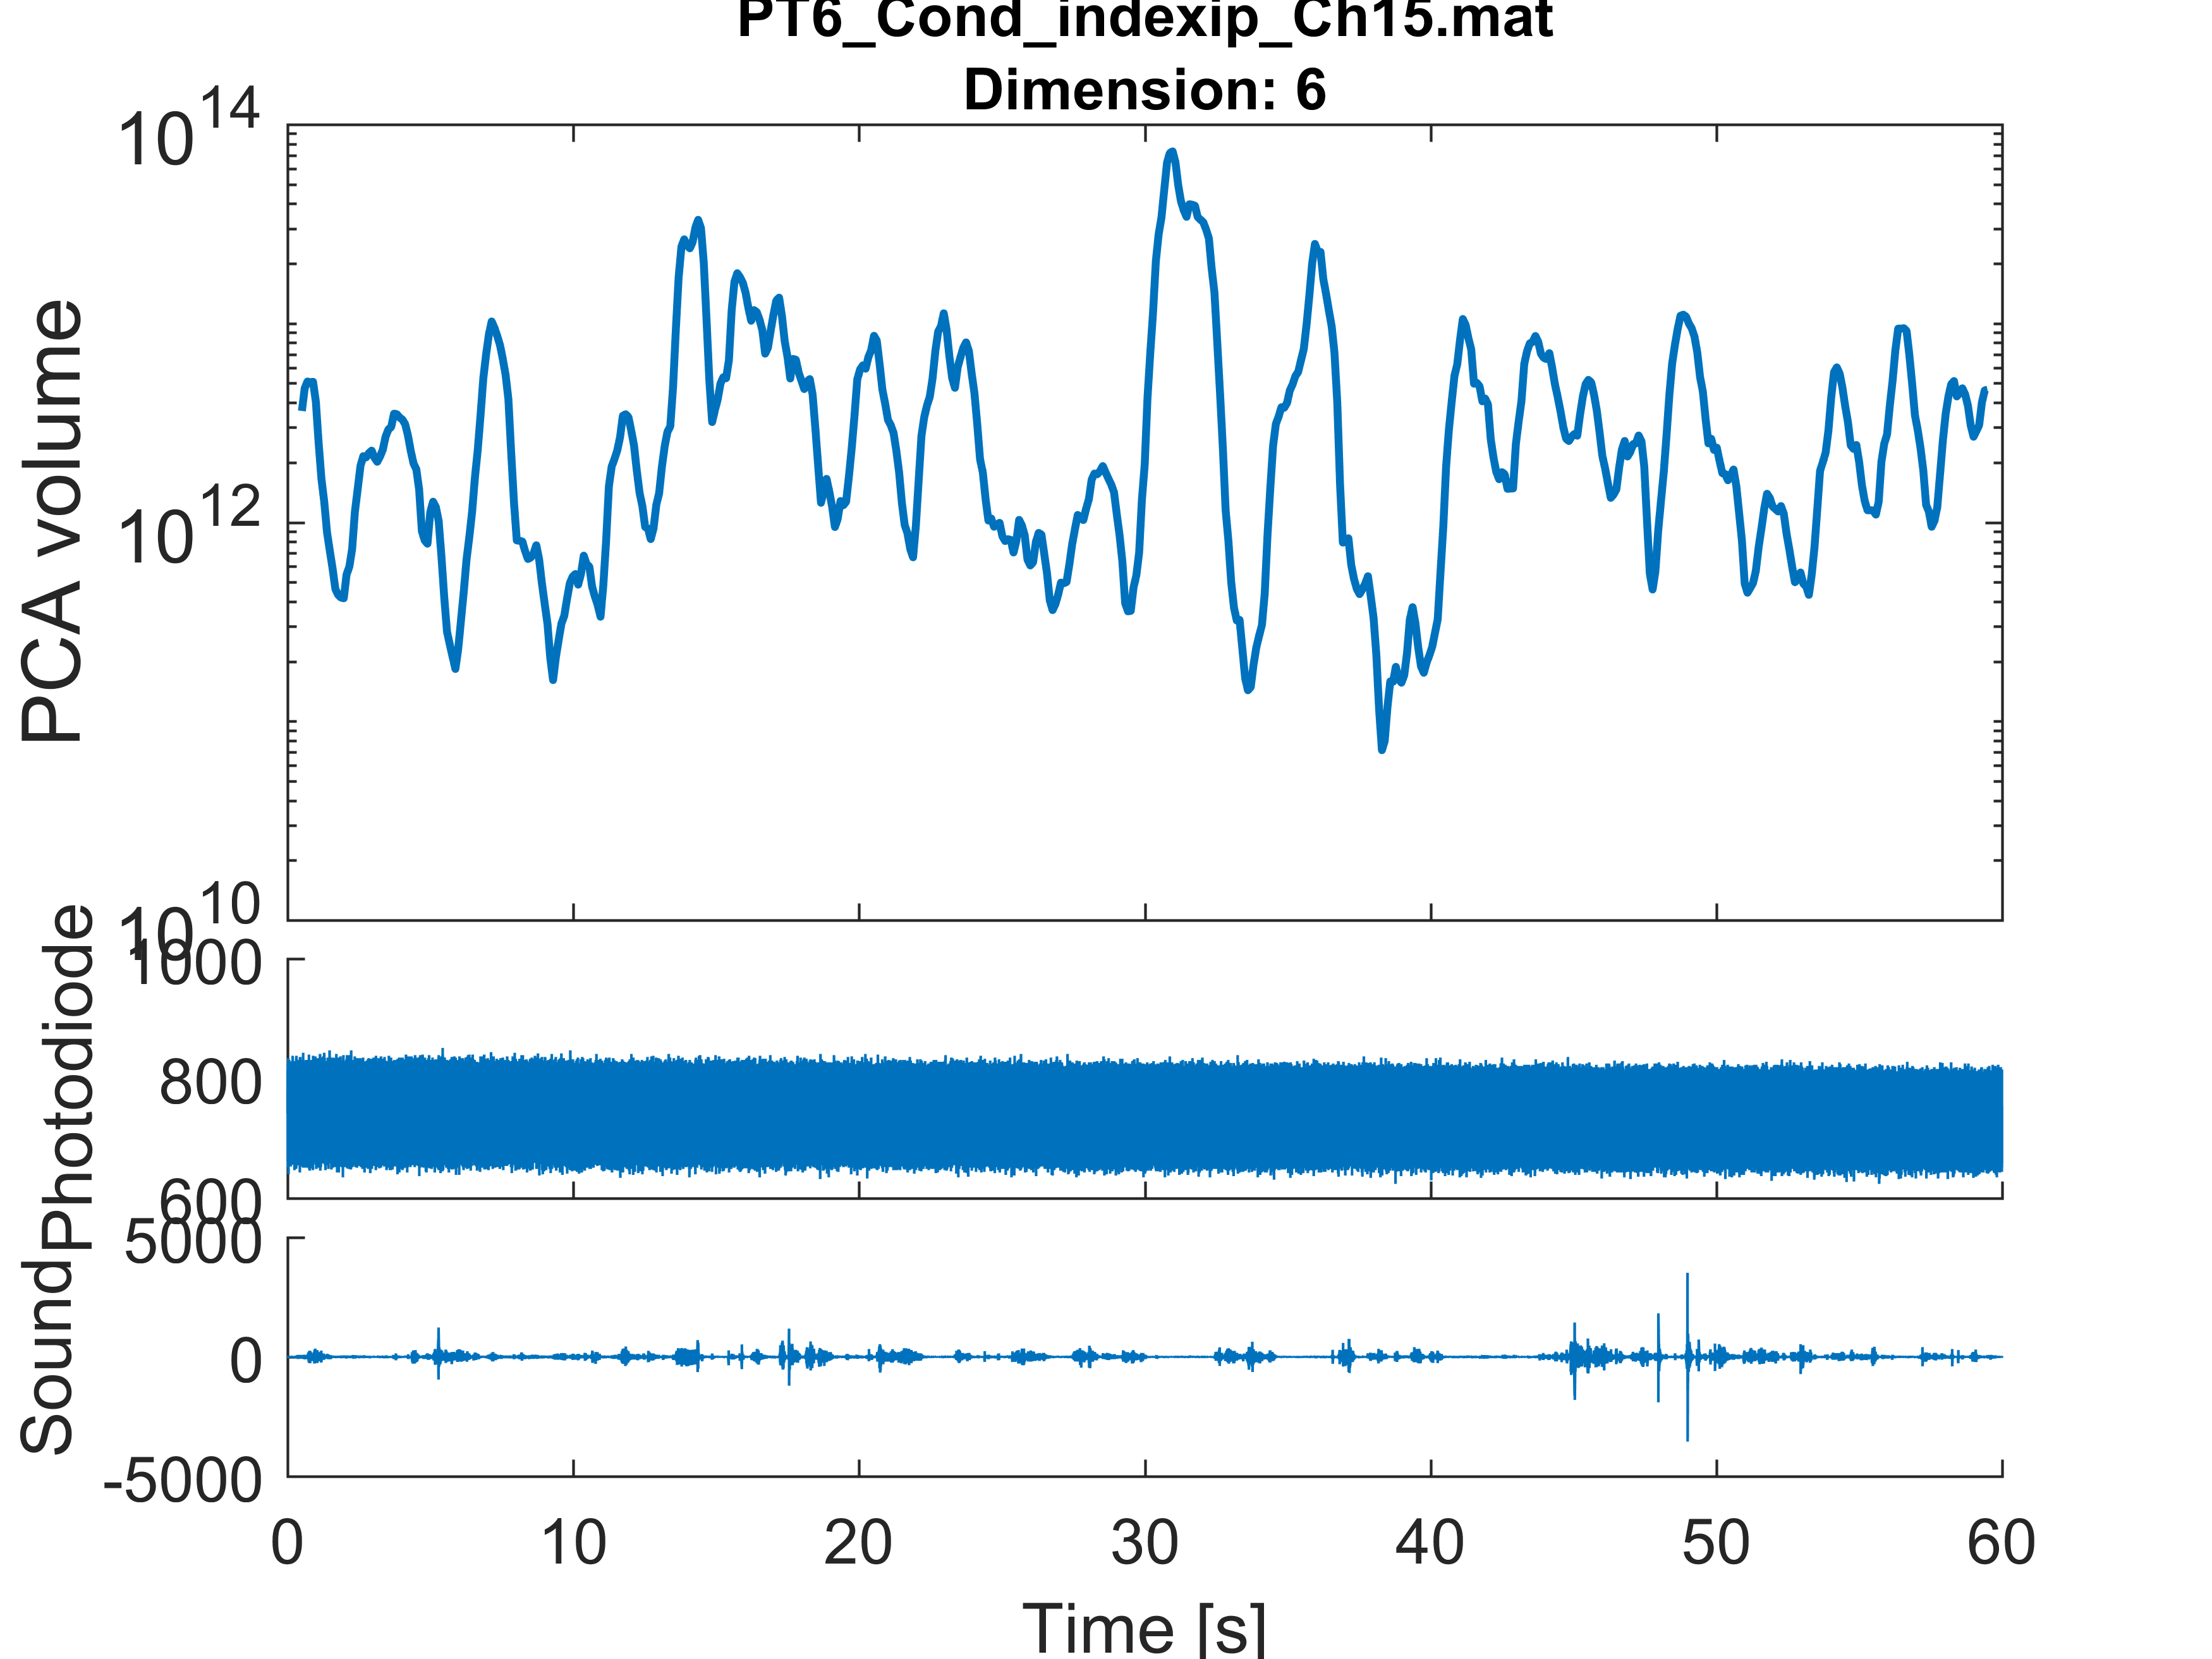 PT6_Cond_indexip_Ch15.mat
Dimension: 6
PCA volume
10^14
10^12
10^10
Photodiode
1000
800
600
Sound
5000
0
-5000
0 10 20 30 40 50 60
Time [s]